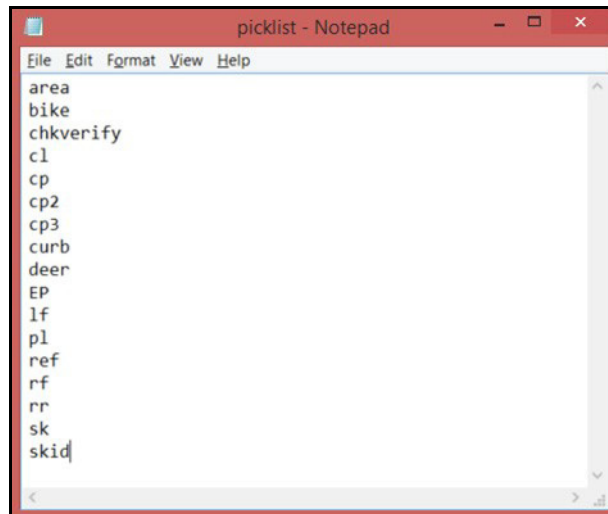 picklist - Notepad
File Edit Format View Help
area
bike
chkverify
cl
cp
cp2
cp3
curb
deer
EP
lf
pl
ref
rf
rr
sk
skid